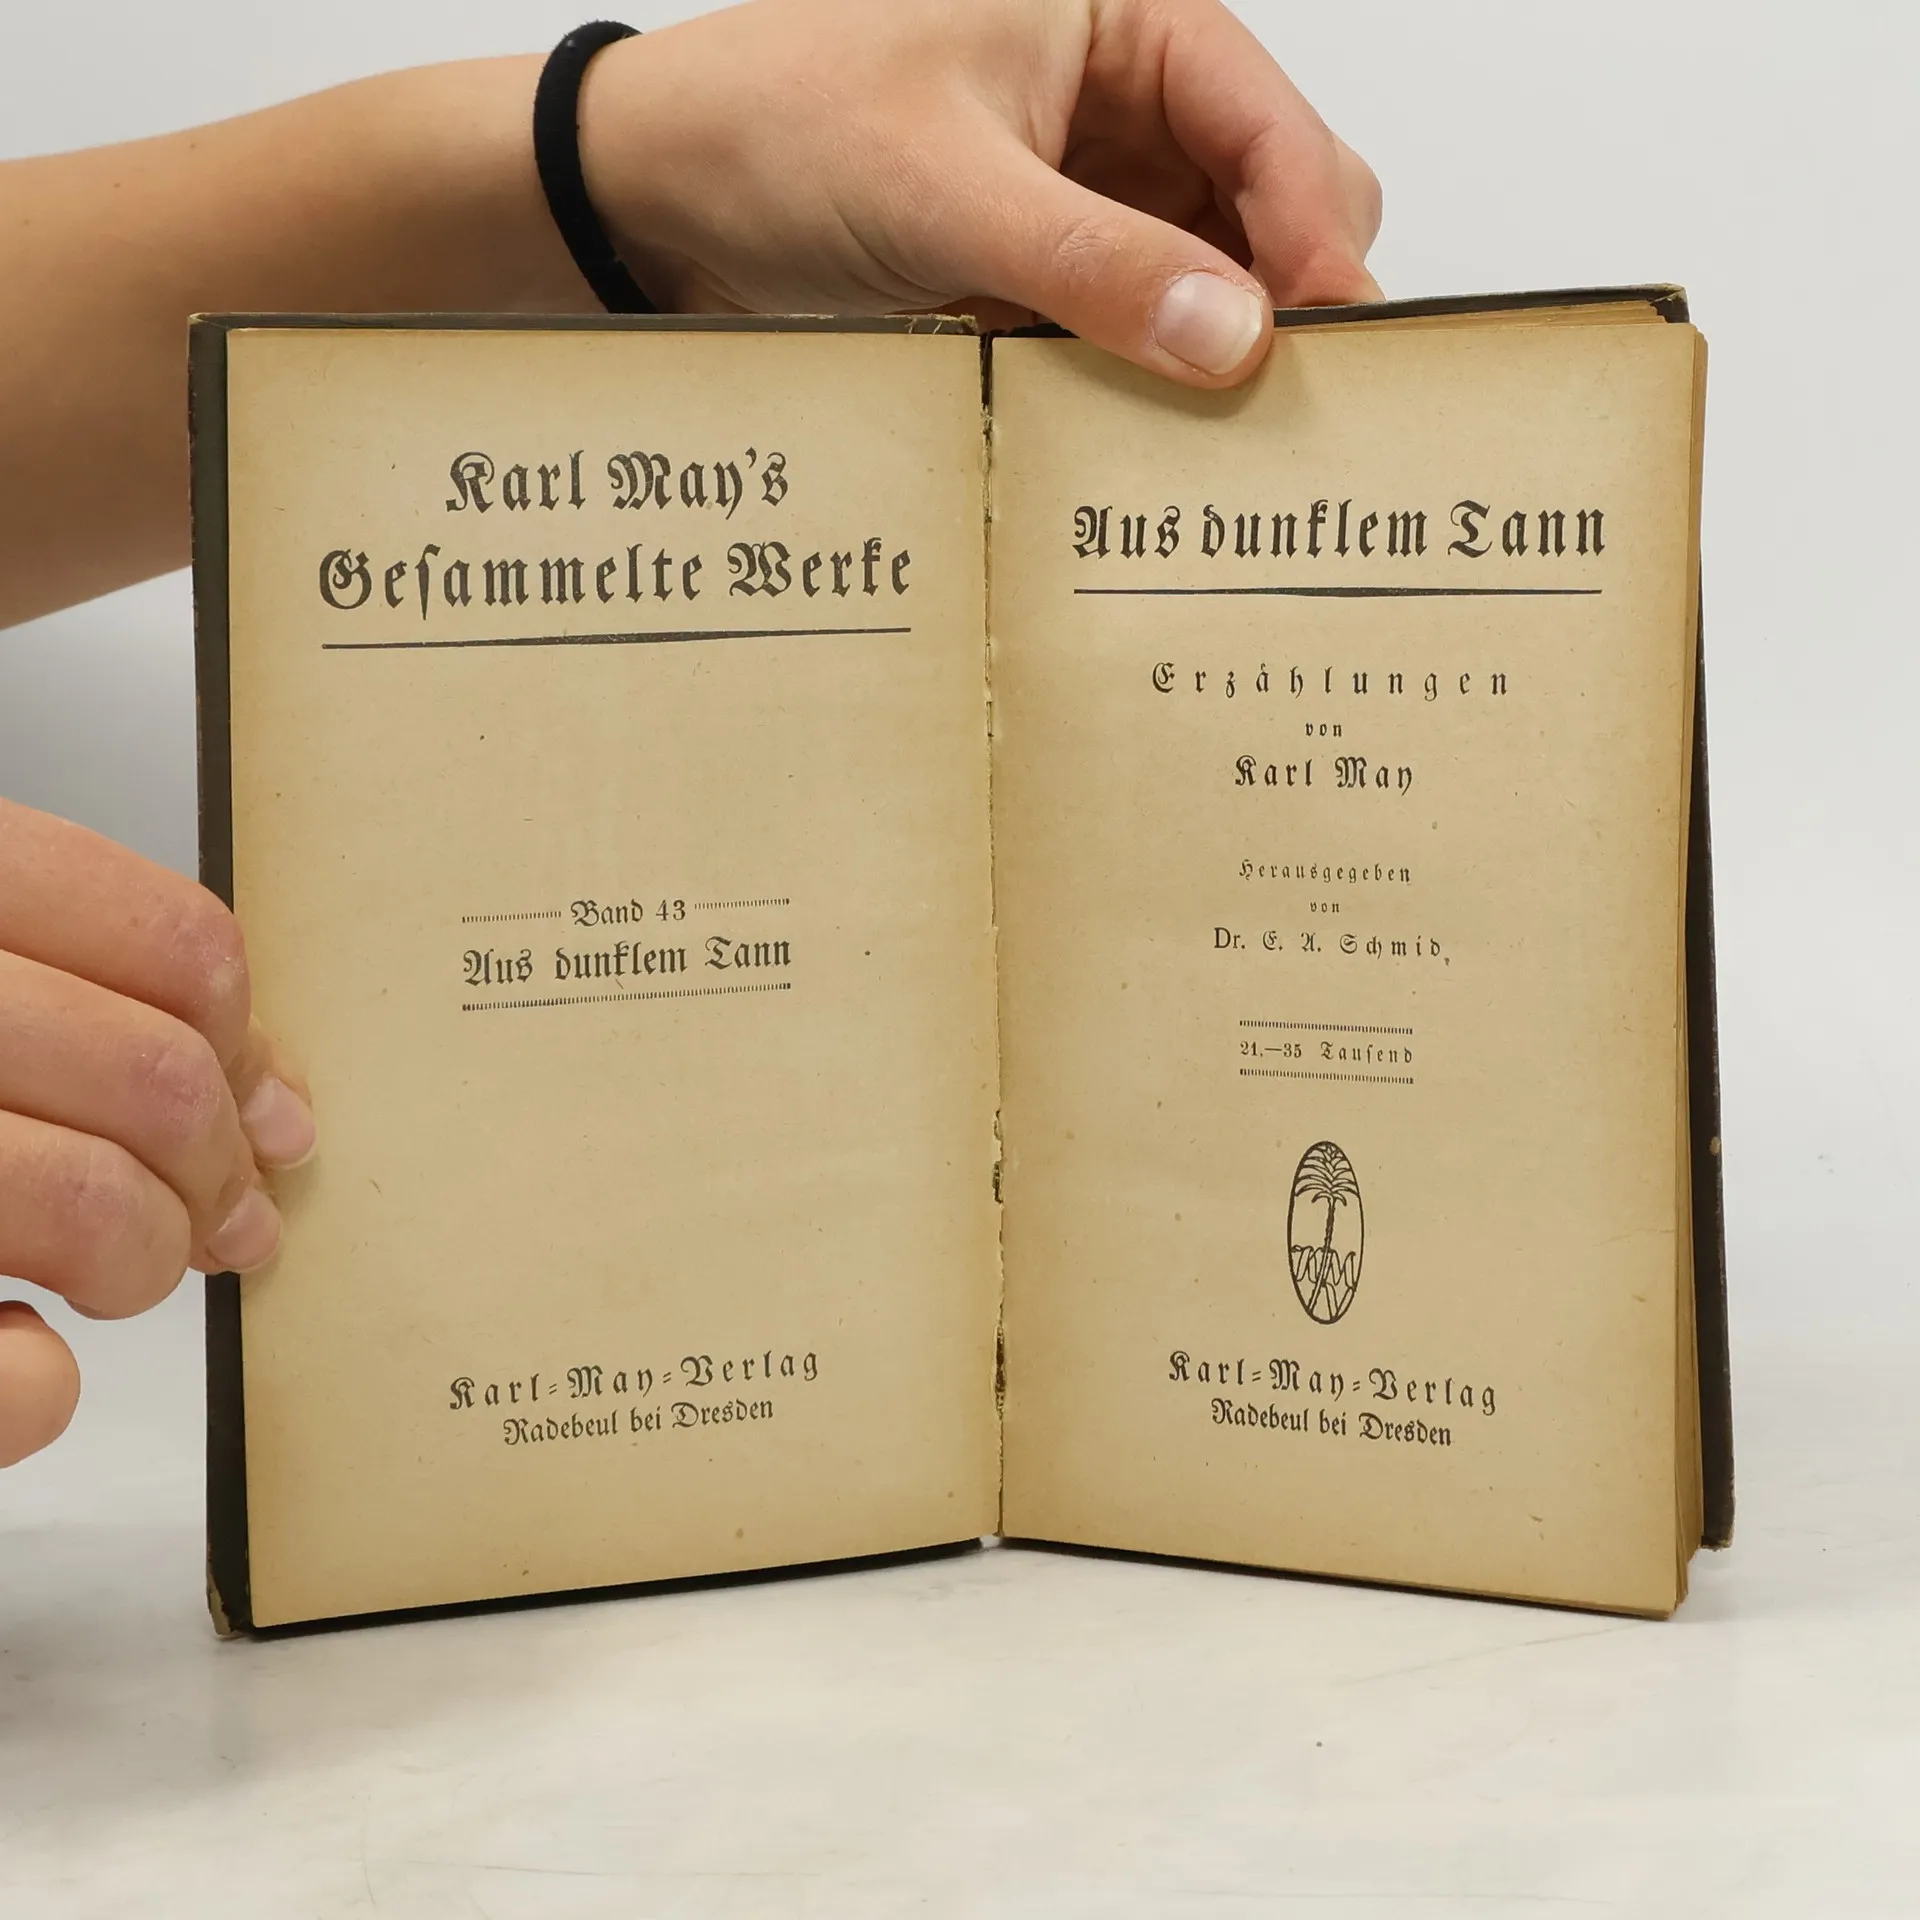 Karl May's
Gesammelte Werke
Band 43
Aus dunklem Tann
Karl-May-Verlag
Radebeul bei Dresden
Aus dunklem Tann
Erzählungen
von
Karl May
Herausgegeben
von
Dr. E. A. Schmid
21.—35 Tausend
KM
Karl-May-Verlag
Radebeul bei Dresden